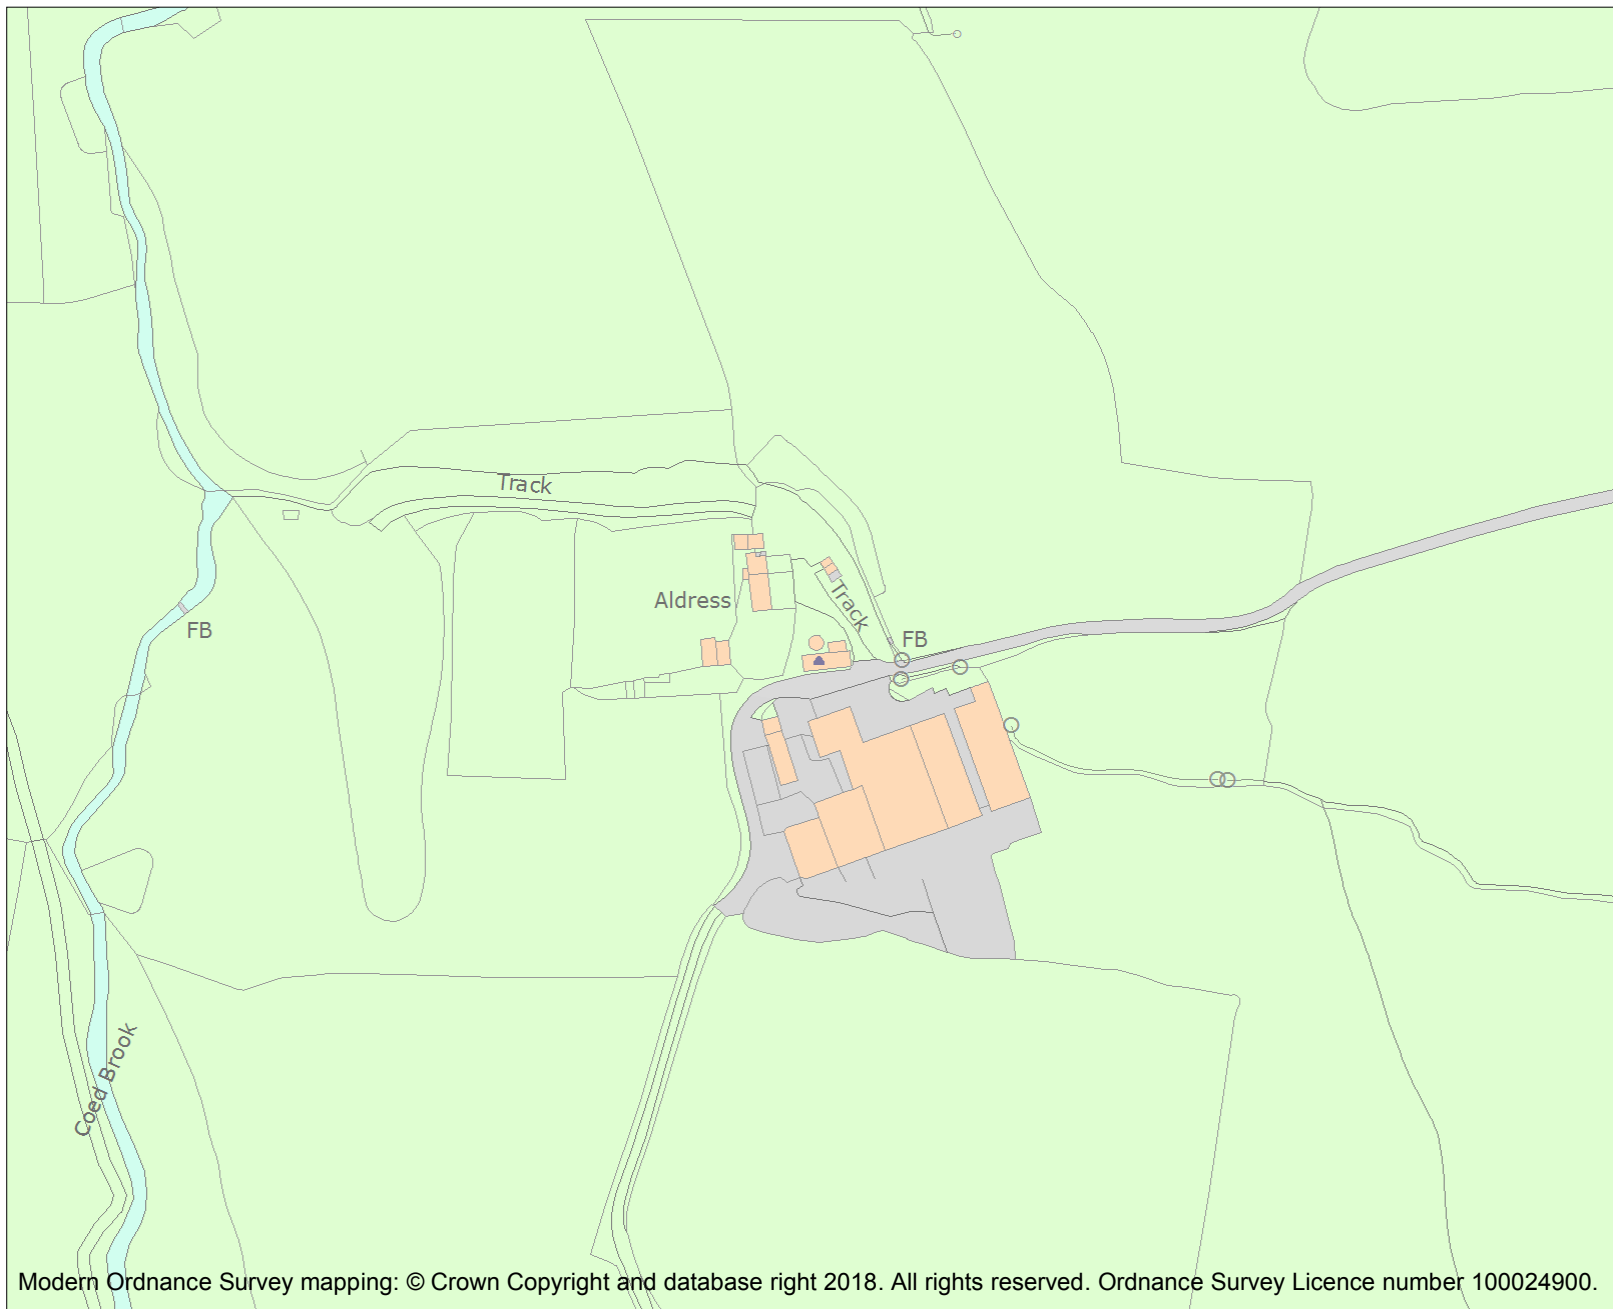 Track
Aldress
Track
FB
FB
Coed Brook
Modern Ordnance Survey mapping: © Crown Copyright and database right 2018. All rights reserved. Ordnance Survey Licence number 100024900.